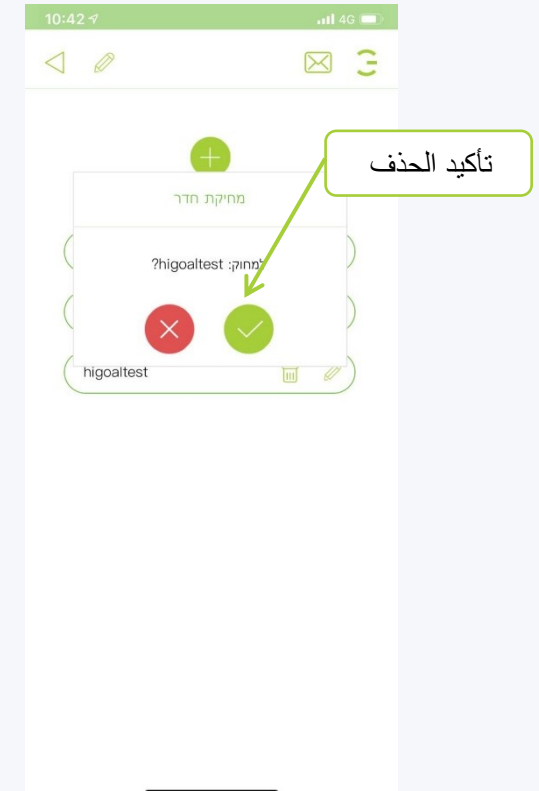 10:42
4G
تأكيد الحذف
מחיקת חדר
למחוק: higoaltest?
higoaltest